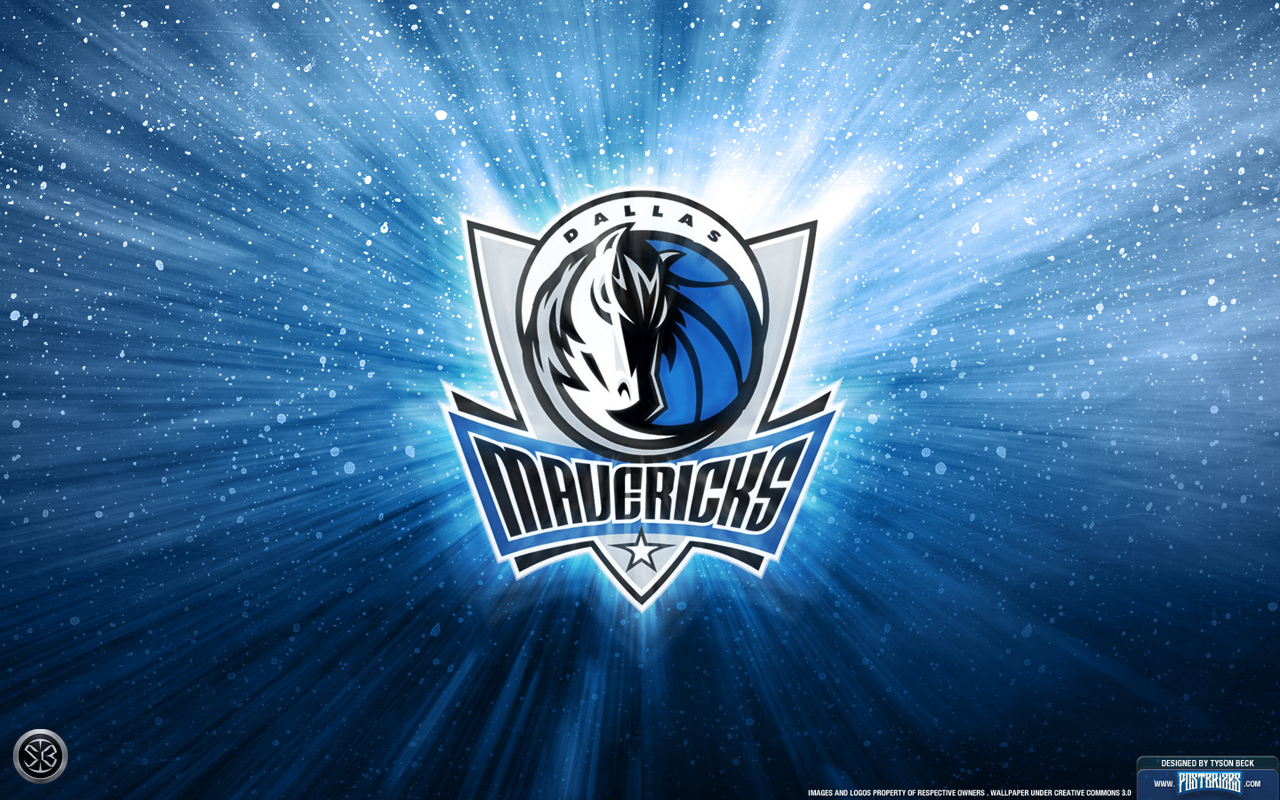 DALLAS
MAVERICKS
DESIGNED BY TYSON BECK
WWW. POSTERIZES .COM
IMAGES AND LOGOS PROPERTY OF RESPECTIVE OWNERS . WALLPAPER UNDER CREATIVE COMMONS 3.0